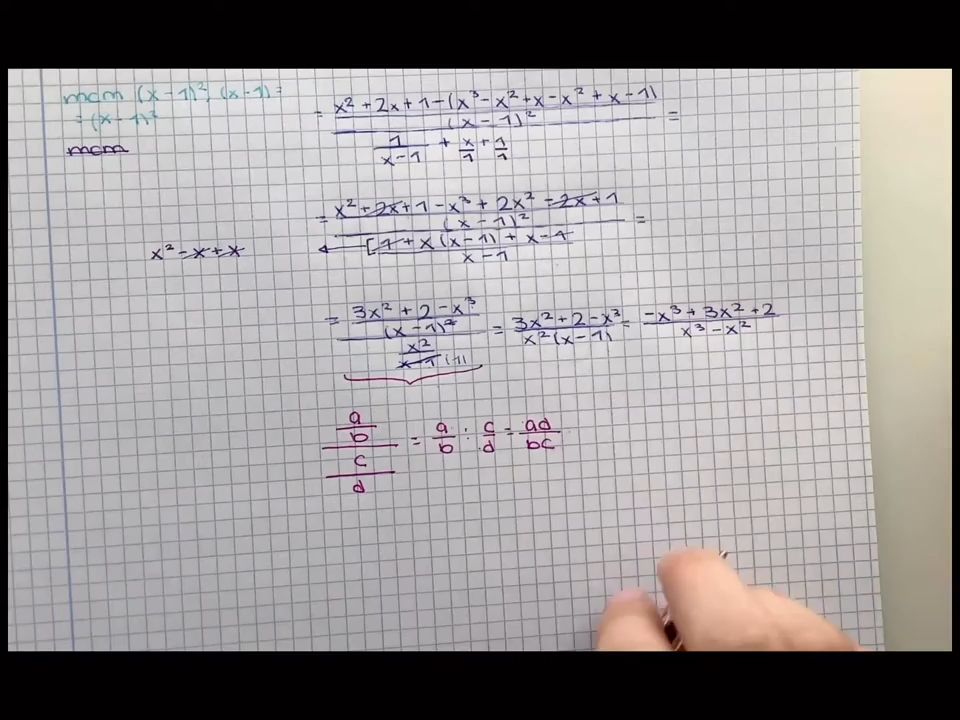 mcm (x-1)², (x-1) =
= (x-1)²
mcm
= x² + 2x + 1 - (x³ - x² + x - x² + x - 1) / (x-1)² / 1/(x-1) + x/1 + 1/1 =
= x² + 2x + 1 - x³ + 2x² - 2x + 1 / (x-1)² / [1 + x(x-1) + x - 1 / x-1 =
x² - x + x
= 3x² + 2 - x³ / (x-1)² / x² / x-1 (1) = 3x² + 2 - x³ / x²(x-1) = -x³ + 3x² + 2 / x³ - x²
a/b / c/d = a/b : c/d = ad/bc